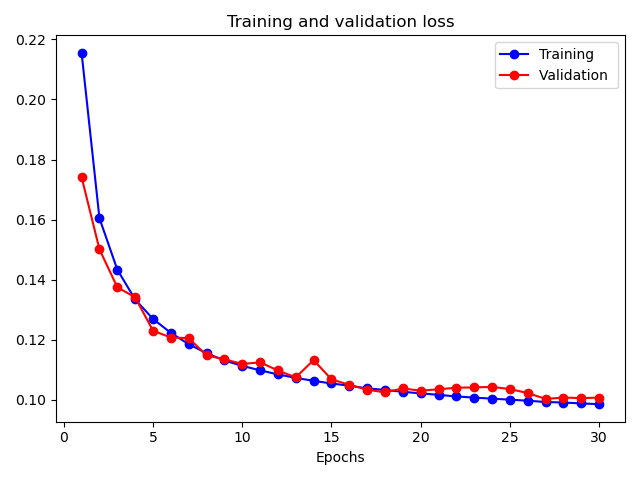 Training and validation loss
Training
Validation
0.22
0.20
0.18
0.16
0.14
0.12
0.10
0 5 10 15 20 25 30
Epochs